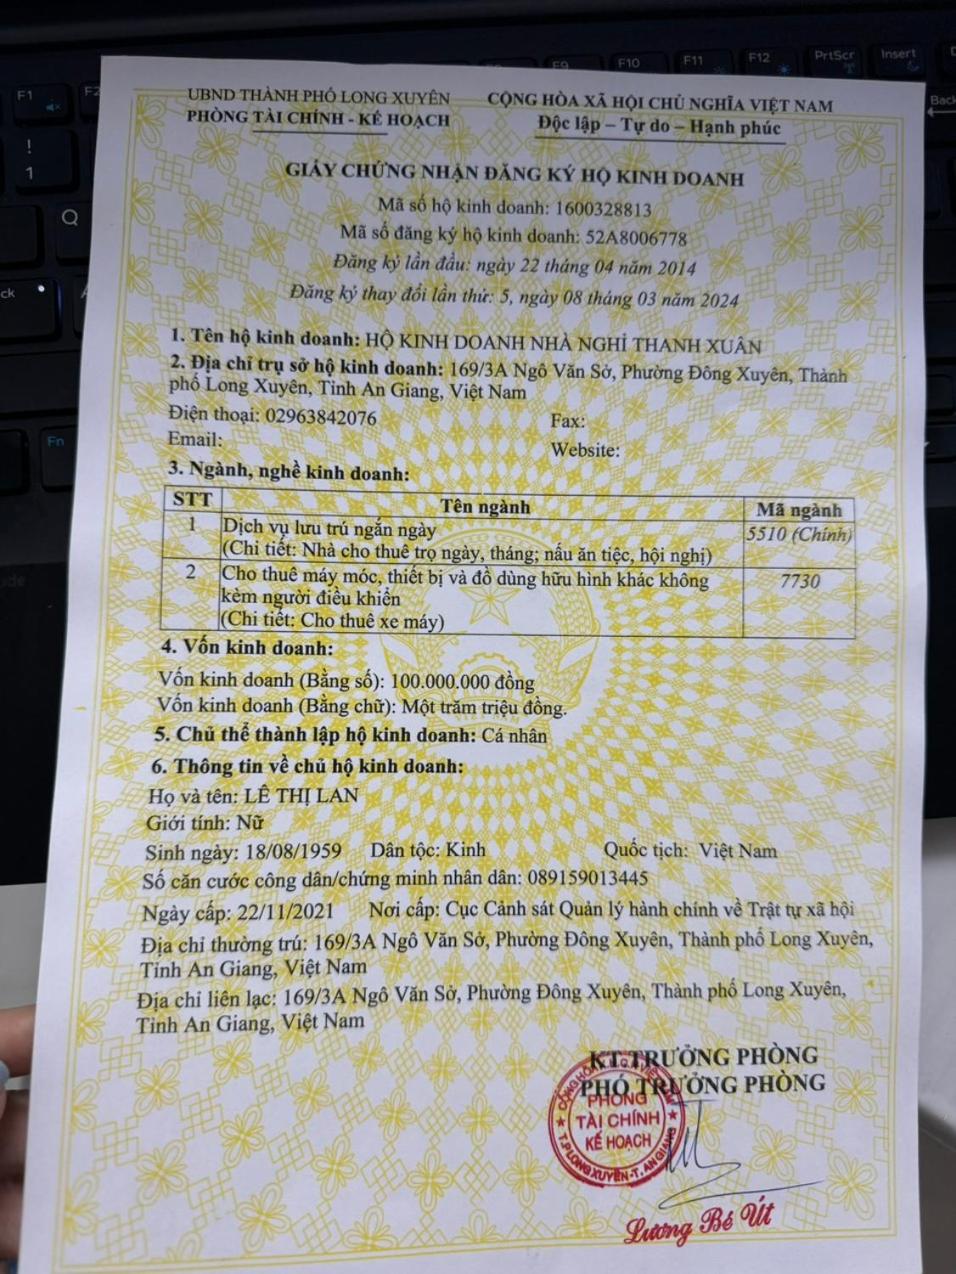 UBND THÀNH PHỐ LONG XUYÊN
PHÒNG TÀI CHÍNH - KẾ HOẠCH
CỘNG HÒA XÃ HỘI CHỦ NGHĨA VIỆT NAM
Độc lập – Tự do – Hạnh phúc
GIẤY CHỨNG NHẬN ĐĂNG KÝ HỘ KINH DOANH
Mã số hộ kinh doanh: 1600328813
Mã số đăng ký hộ kinh doanh: 52A8006778
Đăng ký lần đầu: ngày 22 tháng 04 năm 2014
Đăng ký thay đổi lần thứ: 5, ngày 08 tháng 03 năm 2024
1. Tên hộ kinh doanh: HỘ KINH DOANH NHÀ NGHỈ THANH XUÂN
2. Địa chỉ trụ sở hộ kinh doanh: 169/3A Ngô Văn Sở, Phường Đông Xuyên, Thành
phố Long Xuyên, Tỉnh An Giang, Việt Nam
Điện thoại: 02963842076 Fax:
Email: Website:
3. Ngành, nghề kinh doanh:
STT Tên ngành Mã ngành
1 Dịch vụ lưu trú ngắn ngày 5510 (Chính)
(Chi tiết: Nhà cho thuê trọ ngày, tháng; nấu ăn tiệc, hội nghị)
2 Cho thuê máy móc, thiết bị và đồ dùng hữu hình khác không 7730
kèm người điều khiển
(Chi tiết: Cho thuê xe máy)
4. Vốn kinh doanh:
Vốn kinh doanh (Bằng số): 100.000.000 đồng
Vốn kinh doanh (Bằng chữ): Một trăm triệu đồng.
5. Chủ thể thành lập hộ kinh doanh: Cá nhân
6. Thông tin về chủ hộ kinh doanh:
Họ và tên: LÊ THỊ LAN
Giới tính: Nữ
Sinh ngày: 18/08/1959 Dân tộc: Kinh Quốc tịch: Việt Nam
Số căn cước công dân/chứng minh nhân dân: 089159013445
Ngày cấp: 22/11/2021 Nơi cấp: Cục Cảnh sát Quản lý hành chính về Trật tự xã hội
Địa chỉ thường trú: 169/3A Ngô Văn Sở, Phường Đông Xuyên, Thành phố Long Xuyên,
Tỉnh An Giang, Việt Nam
Địa chỉ liên lạc: 169/3A Ngô Văn Sở, Phường Đông Xuyên, Thành phố Long Xuyên,
Tỉnh An Giang, Việt Nam
KT.TRƯỞNG PHÒNG
PHÓ TRƯỞNG PHÒNG
PHÒNG
TÀI CHÍNH
KẾ HOẠCH
T.P LONG XUYÊN-T. AN GIANG
Lương Bé Út
F1
F2
F9
F10
F11
F12
PrtScr
Insert
Back
!
1
Q
Fn